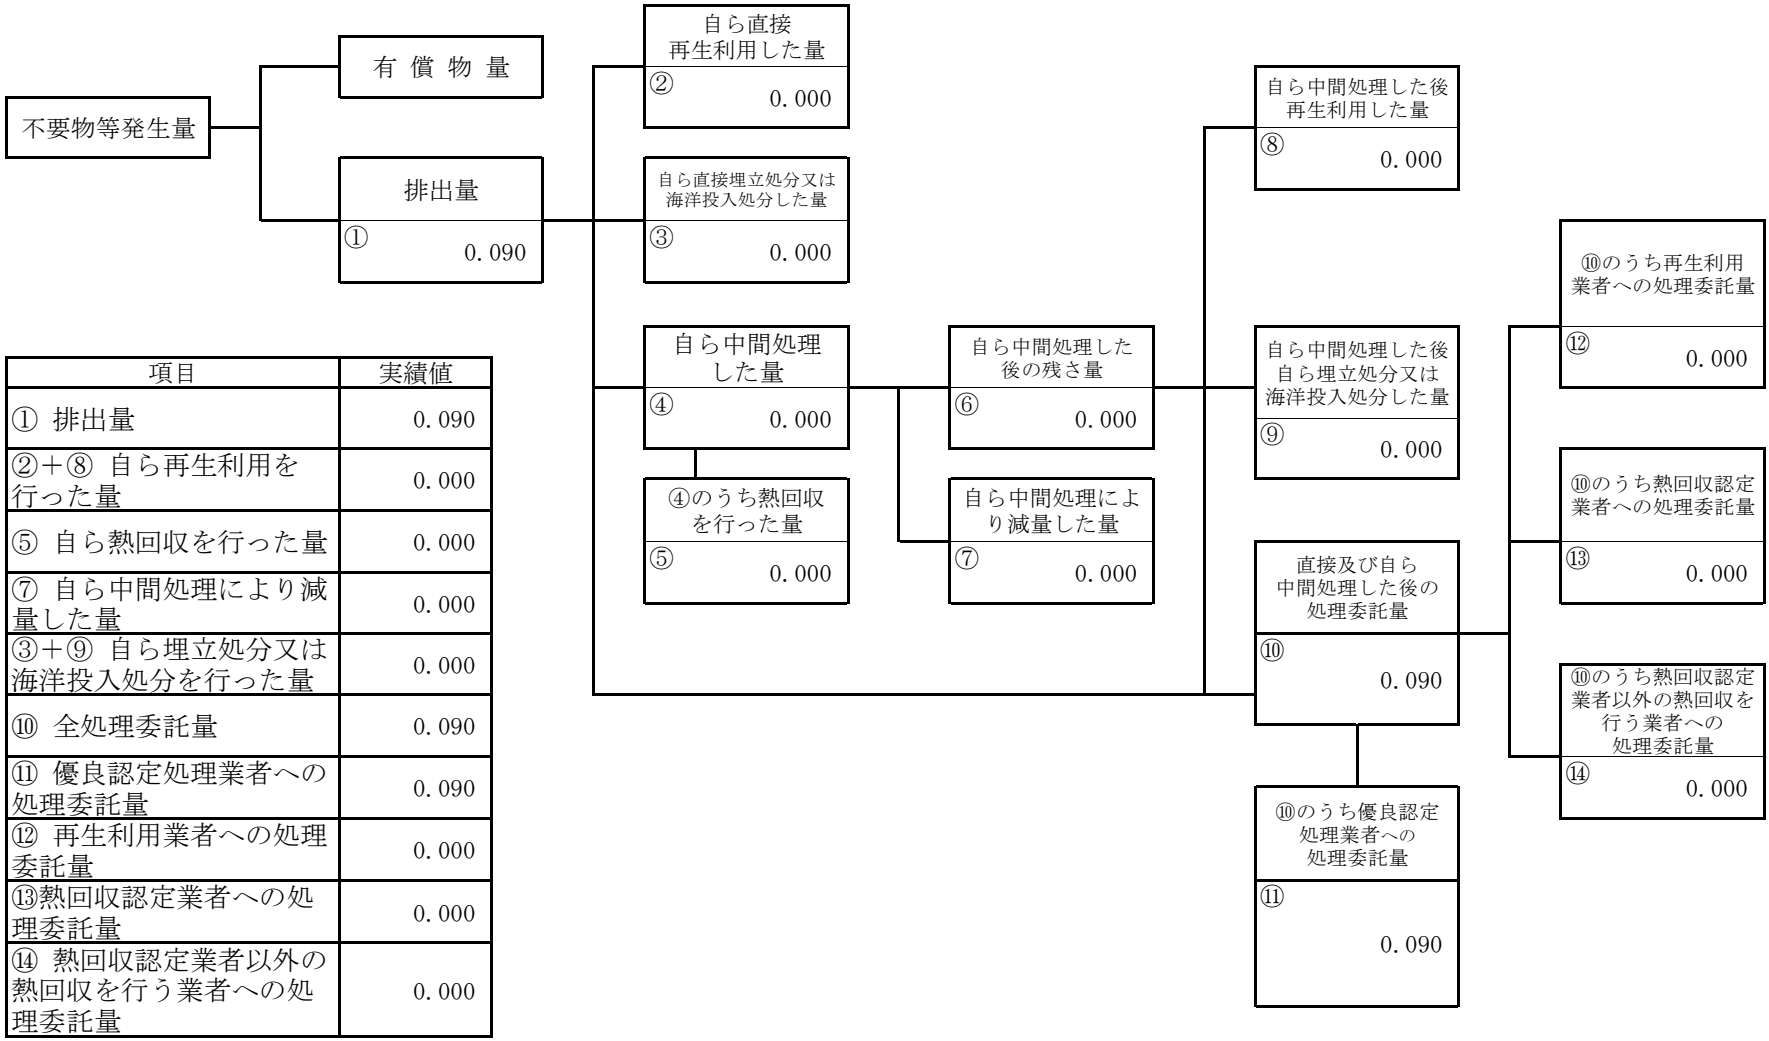 不要物等発生量
有 償 物 量
排出量
①
0.090
自ら直接
再生利用した量
②
0.000
自ら直接埋立処分又は
海洋投入処分した量
③
0.000
自ら中間処理
した量
④
0.000
④のうち熱回収
を行った量
⑤
0.000
自ら中間処理した
後の残さ量
⑥
0.000
自ら中間処理によ
り減量した量
⑦
0.000
自ら中間処理した後
再生利用した量
⑧
0.000
自ら中間処理した後
自ら埋立処分又は
海洋投入処分した量
⑨
0.000
直接及び自ら
中間処理した後の
処理委託量
⑩
0.090
⑩のうち優良認定
処理業者への
処理委託量
⑪
0.090
⑩のうち再生利用
業者への処理委託量
⑫
0.000
⑩のうち熱回収認定
業者への処理委託量
⑬
0.000
⑩のうち熱回収認定
業者以外の熱回収を
行う業者への
処理委託量
⑭
0.000
項目 実績値
① 排出量 0.090
②＋⑧ 自ら再生利用を
行った量 0.000
⑤ 自ら熱回収を行った量 0.000
⑦ 自ら中間処理により減
量した量 0.000
③＋⑨ 自ら埋立処分又は
海洋投入処分を行った量 0.000
⑩ 全処理委託量 0.090
⑪ 優良認定処理業者への
処理委託量 0.090
⑫ 再生利用業者への処理
委託量 0.000
⑬熱回収認定業者への処
理委託量 0.000
⑭ 熱回収認定業者以外の
熱回収を行う業者への処
理委託量 0.000